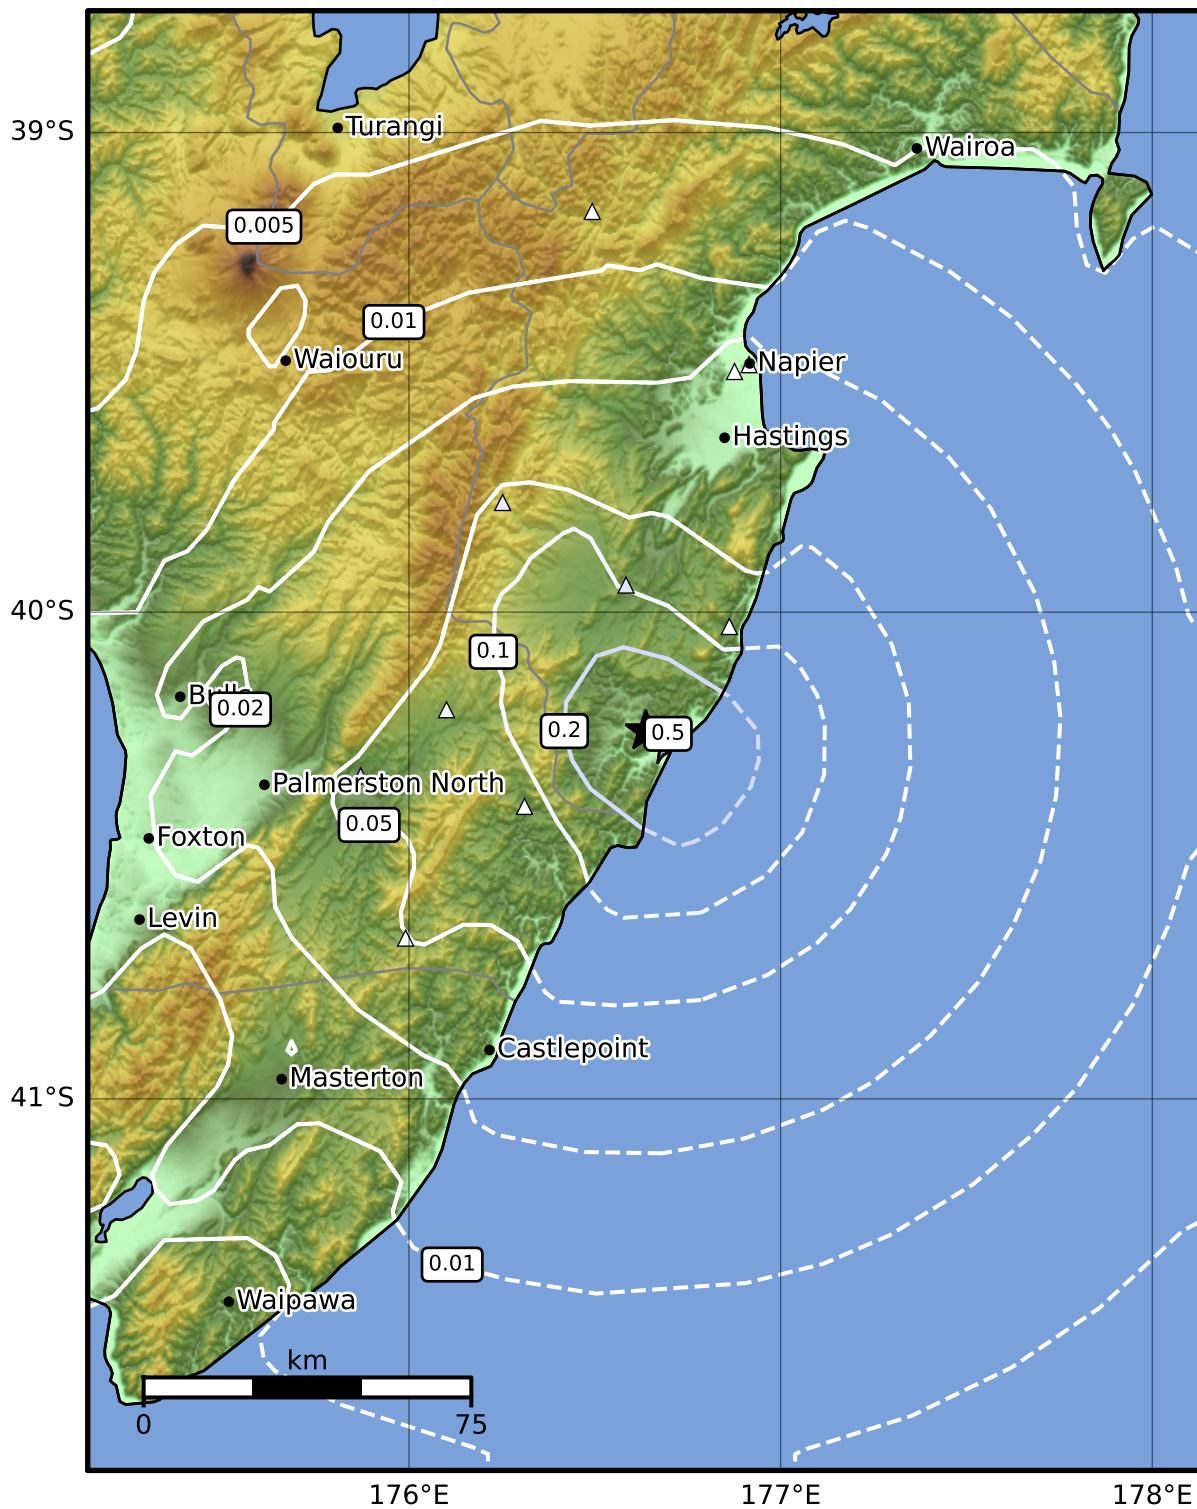 39°S
Turangi
Wairoa
0.005
0.01
Waiouru
Napier
Hastings
40°S
0.1
Bulls
0.02
0.2
0.5
Palmerston North
0.05
Foxton
Levin
Castlepoint
Masterton
41°S
0.01
Waipawa
km
0 75
176°E 177°E 178°E